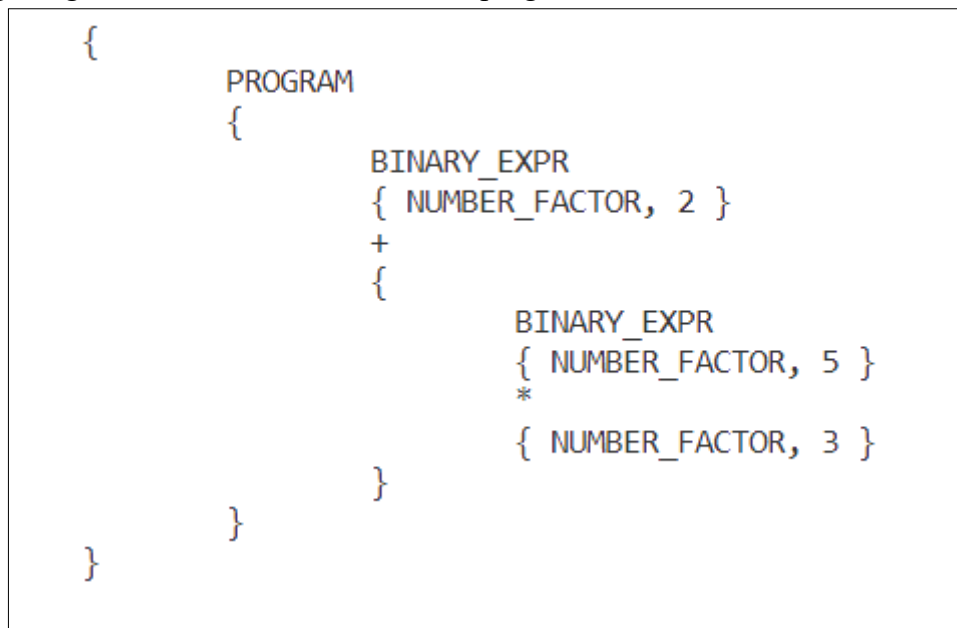 {
PROGRAM
{
BINARY_EXPR
{ NUMBER_FACTOR, 2 }
+
{
BINARY_EXPR
{ NUMBER_FACTOR, 5 }
*
{ NUMBER_FACTOR, 3 }
}
}
}